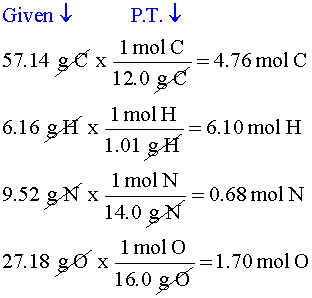 Given ↓ P.T. ↓
57.14 g C x 1 mol C / 12.0 g C = 4.76 mol C
6.16 g H x 1 mol H / 1.01 g H = 6.10 mol H
9.52 g N x 1 mol N / 14.0 g N = 0.68 mol N
27.18 g O x 1 mol O / 16.0 g O = 1.70 mol O